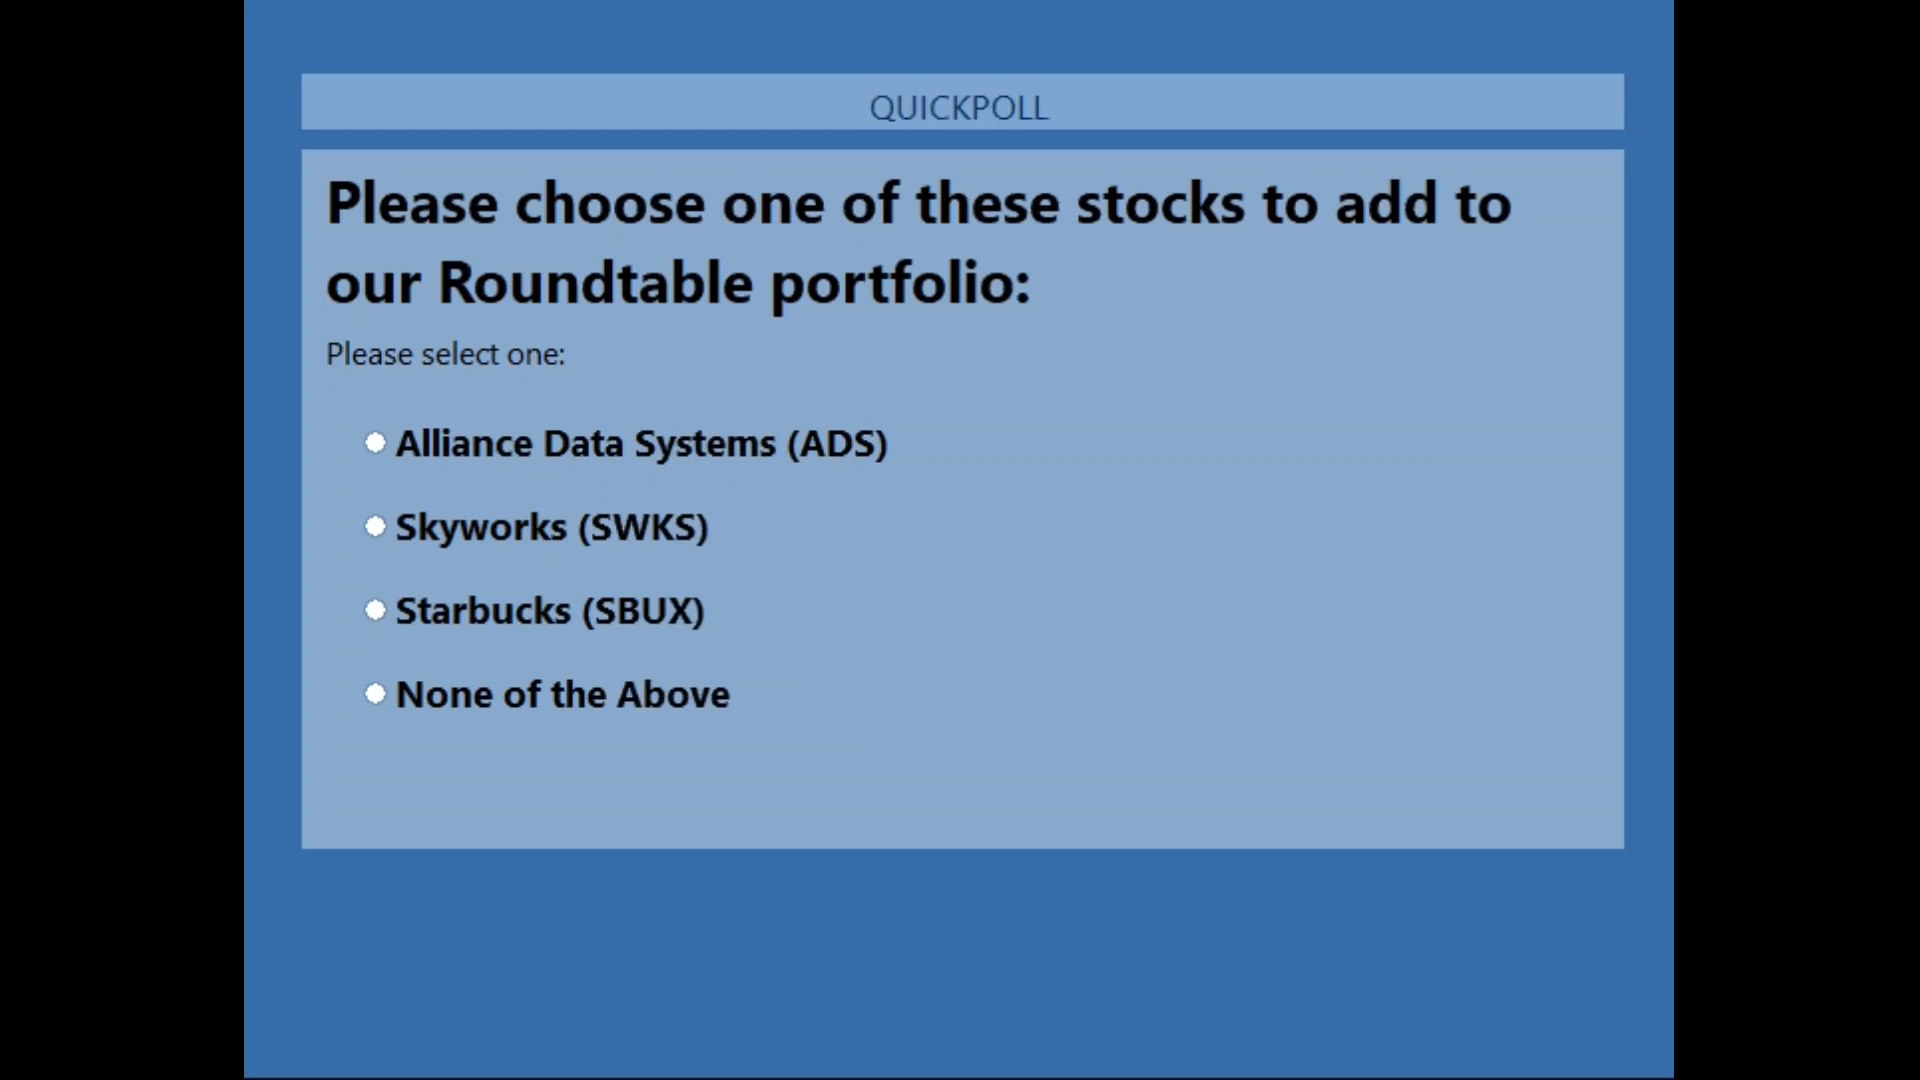 QUICKPOLL
Please choose one of these stocks to add to
our Roundtable portfolio:
Please select one:
Alliance Data Systems (ADS)
Skyworks (SWKS)
Starbucks (SBUX)
None of the Above